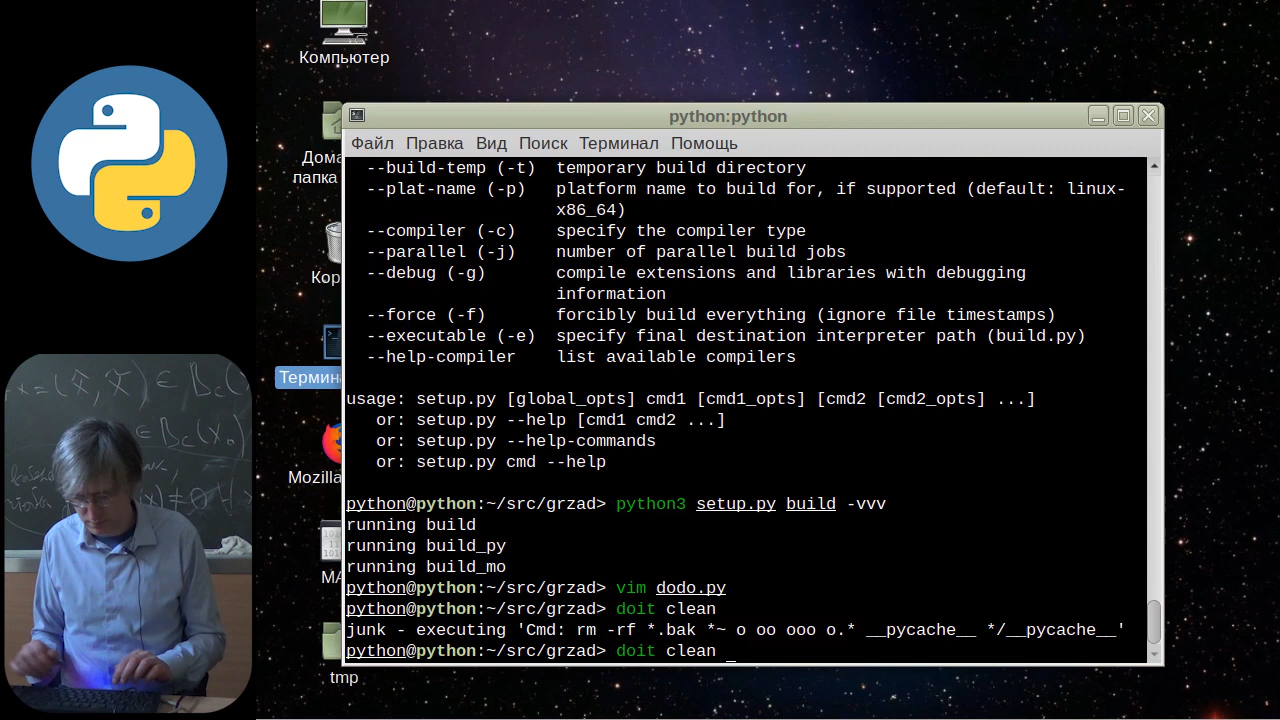 Компьютер
python:python
Файл Правка Вид Поиск Терминал Помощь
папка
--build-temp (-t) temporary build directory
--plat-name (-p) platform name to build for, if supported (default: linux-
x86_64)
--compiler (-c) specify the compiler type
--parallel (-j) number of parallel build jobs
--debug (-g) compile extensions and libraries with debugging
information
--force (-f) forcibly build everything (ignore file timestamps)
--executable (-e) specify final destination interpreter path (build.py)
--help-compiler list available compilers
usage: setup.py [global_opts] cmd1 [cmd1_opts] [cmd2 [cmd2_opts] ...]
or: setup.py --help [cmd1 cmd2 ...]
or: setup.py --help-commands
or: setup.py cmd --help
Mozilla
python@python:~/src/grzad> python3 setup.py build -vvv
running build
running build_py
running build_mo
python@python:~/src/grzad> vim dodo.py
python@python:~/src/grzad> doit clean
junk - executing 'Cmd: rm -rf *.bak *~ o oo ooo o.* __pycache__ */__pycache__'
python@python:~/src/grzad> doit clean
tmp